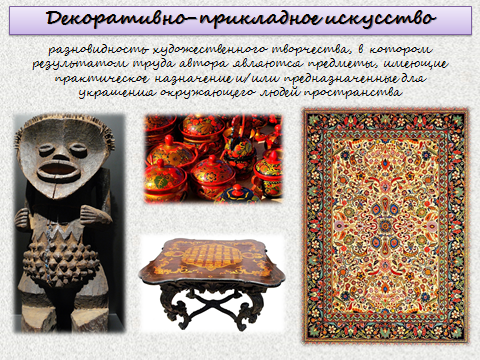 Декоративно-прикладное искусство
разновидность художественного творчества, в котором
результатом труда автора являются предметы, имеющие
практическое назначение и/или предназначенные для
украшения окружающего людей пространства